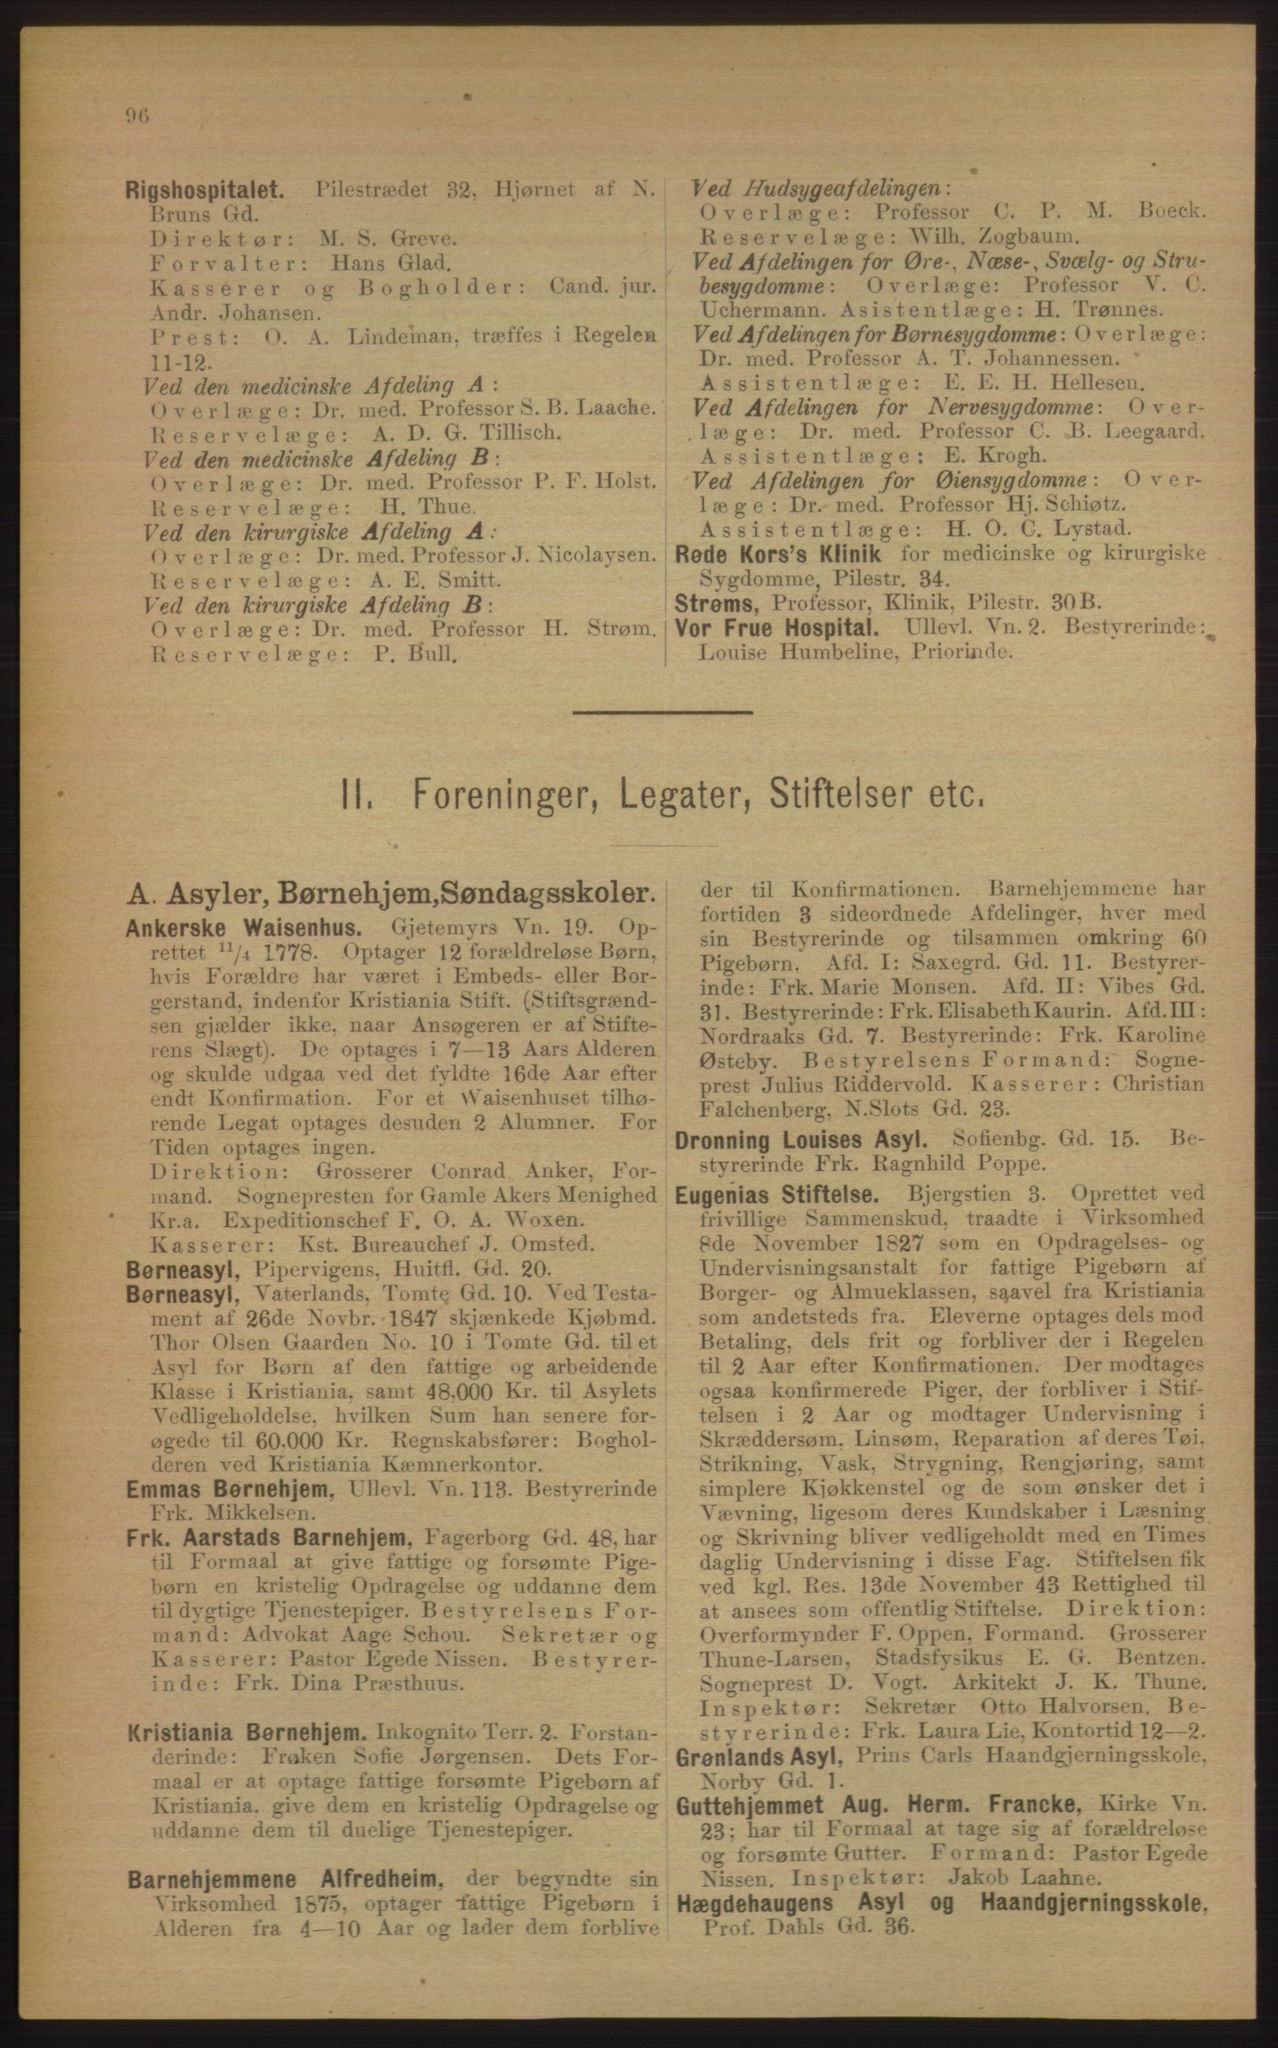 96
Rigshospitalet. Pilestrædet 32, Hjørnet af N.
Bruns Gd.
Direktør: M. S. Greve.
Forvalter: Hans Glad.
Kasserer og Bogholder: Cand. jur.
Andr. Johansen.
Prest: O. A. Lindeman, træffes i Regelen
11-12.
Ved den medicinske Afdeling A:
Overlæge: Dr. med. Professor S. B. Laache.
Reservelæge: A. D. G. Tillisch.
Ved den medicinske Afdeling B:
Overlæge: Dr. med. Professor P. F. Holst.
Reservelæge: H. Thue.
Ved den kirurgiske Afdeling A:
Overlæge: Dr. med. Professor J. Nicolaysen.
Reservelæge: A. E. Smitt.
Ved den kirurgiske Afdeling B:
Overlæge: Dr. med. Professor H. Strøm.
Reservelæge: P. Bull.
Ved Hudsygeafdelingen:
Overlæge: Professor C. P. M. Boeck.
Reservelæge: Wilh. Zogbaum.
Ved Afdelingen for Øre-, Næse-, Svælg- og Stru-
besygdomme: Overlæge: Professor V. C.
Uchermann. Asistentlæge: H. Trønnes.
Ved Afdelingen for Børnesygdomme: Overlæge:
Dr. med. Professor A. T. Johannessen.
Assistentlæge: E. E. H. Hellesen.
Ved Afdelingen for Nervesygdomme: Over-
læge: Dr. med. Professor C. B. Leegaard.
Assistentlæge: E. Krogh.
Ved Afdelingen for Øiensygdomme: Over-
læge: Dr. med. Professor Hj. Schiøtz.
Assistentlæge: H. O. C. Lystad.
Røde Kors's Klinik for medicinske og kirurgiske
Sygdomme, Pilestr. 34.
Strøms, Professor, Klinik, Pilestr. 30 B.
Vor Frue Hospital. Ullevl. Vn. 2. Bestyrerinde:
Louise Humbeline, Priorinde.
II. Foreninger, Legater, Stiftelser etc.
A. Asyler, Børnehjem, Søndagsskoler.
Ankerske Waisenhus. Gjetemyrs Vn. 19. Op-
rettet 11/4 1778. Optager 12 forældreløse Børn,
hvis Forældre har været i Embeds- eller Bor-
gerstand, indenfor Kristiania Stift. (Stiftsgrænd-
sen gjælder ikke, naar Ansøgeren er af Stifte-
rens Slægt). De optages i 7—13 Aars Alderen
og skulde udgaa ved det fyldte 16de Aar efter
endt Konfirmation. For et Waisenhuset tilhø-
rende Legat optages desuden 2 Alumner. For
Tiden optages ingen.
Direktion: Grosserer Conrad Anker, For-
mand. Sognepresten for Gamle Akers Menighed
Kr.a. Expeditionschef F. O. A. Woxen.
Kasserer: Kst. Bureauchef J. Omsted.
Børneasyl, Pipervigens, Huitfl. Gd. 20.
Børneasyl, Vaterlands, Tomte Gd. 10. Ved Testa-
ment af 26de Novbr. 1847 skjænkede Kjøbmd.
Thor Olsen Gaarden No. 10 i Tomte Gd. til et
Asyl for Børn af den fattige og arbeidende
Klasse i Kristiania, samt 48,000 Kr. til Asylets
Vedligeholdelse, hvilken Sum han senere for-
øgede til 60,000 Kr. Regnskabsfører: Boghol-
deren ved Kristiania Kæmnerkontor.
Emmas Børnehjem, Ullevl. Vn. 113. Bestyrerinde
Frk. Mikkelsen.
Frk. Aarstads Barnehjem, Fagerborg Gd. 48, har
til Formaal at give fattige og forsømte Pige-
børn en kristelig Opdragelse og uddanne dem
til dygtige Tjenestepiger. Bestyrelsens For-
mand: Advokat Aage Schou. Sekretær og
Kasserer: Pastor Egede Nissen. Bestyrer-
inde: Frk. Dina Præsthuus.
Kristiania Børnehjem. Inkognito Terr. 2. Forstan-
derinde: Frøken Sofie Jørgensen. Dets For-
maal er at optage fattige forsømte Pigebørn af
Kristiania, give dem en kristelig Opdragelse og
uddanne dem til duelige Tjenestepiger.
Barnehjemmene Alfredheim, der begyndte sin
Virksomhed 1875, optager fattige Pigebørn i
Alderen fra 4—10 Aar og lader dem forblive
der til Konfirmationen. Barnehjemmene har
fortiden 3 sideordnede Afdelinger, hver med
sin Bestyrerinde og tilsammen omkring 60
Pigebørn. Afd. I: Saxegrd. Gd. 11. Bestyrer-
inde: Frk. Marie Monsen. Afd. II: Vibes Gd.
31. Bestyrerinde: Frk. Elisabeth Kaurin. Afd. III:
Nordraaks Gd. 7. Bestyrerinde: Frk. Karoline
Østeby. Bestyrelsens Formand: Sogne-
prest Julius Riddervold. Kasserer: Christian
Falchenberg, N. Slots Gd. 23.
Dronning Louises Asyl. Sofienbg. Gd. 15. Be-
styrerinde Frk. Ragnhild Poppe.
Eugenias Stiftelse. Bjergstien 3. Oprettet ved
frivillige Sammenskud, traadte i Virksomhed
8de November 1827 som en Opdragelses- og
Undervisningsanstalt for fattige Pigebørn af
Borger- og Almueklassen, saavel fra Kristiania
som andetsteds fra. Eleverne optages dels mod
Betaling, dels frit og forbliver der i Regelen
til 2 Aar efter Konfirmationen. Der modtages
ogsaa konfirmerede Piger, der forbliver i Stif-
telsen i 2 Aar og modtager Undervisning i
Skræddersøm, Linsøm, Reparation af deres Tøi,
Strikning, Vask, Strygning, Rengjøring, samt
simplere Kjøkkenstel og de som ønsker det i
Vævning, ligesom deres Kundskaber i Læsning
og Skrivning bliver vedligeholdt med en Times
daglig Undervisning i disse Fag. Stiftelsen fik
ved kgl. Res. 13de November 43 Rettighed til
at ansees som offentlig Stiftelse. Direktion:
Overformynder F. Oppen, Formand. Grosserer
Thune-Larsen, Stadsfysikus E. G. Bentzen.
Sogneprest D. Vogt. Arkitekt J. K. Thune.
Inspektør: Sekretær Otto Halvorsen. Be-
styrerinde: Frk. Laura Lie, Kontortid 12—2.
Grønlands Asyl, Prins Carls Haandgjerningsskole,
Norby Gd. 1.
Guttehjemmet Aug. Herm. Francke, Kirke Vn.
23; har til Formaal at tage sig af forældreløse
og forsømte Gutter. Formand: Pastor Egede
Nissen. Inspektør: Jakob Laahne.
Hægdehaugens Asyl og Haandgjerningsskole,
Prof. Dahls Gd. 36.